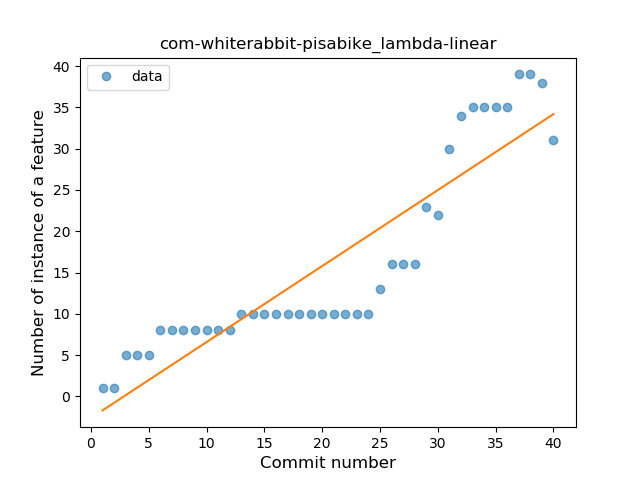 com-whiterabbit-pisabike_lambda-linear
data
Number of instance of a feature
40
35
30
25
20
15
10
5
0
0 5 10 15 20 25 30 35 40
Commit number